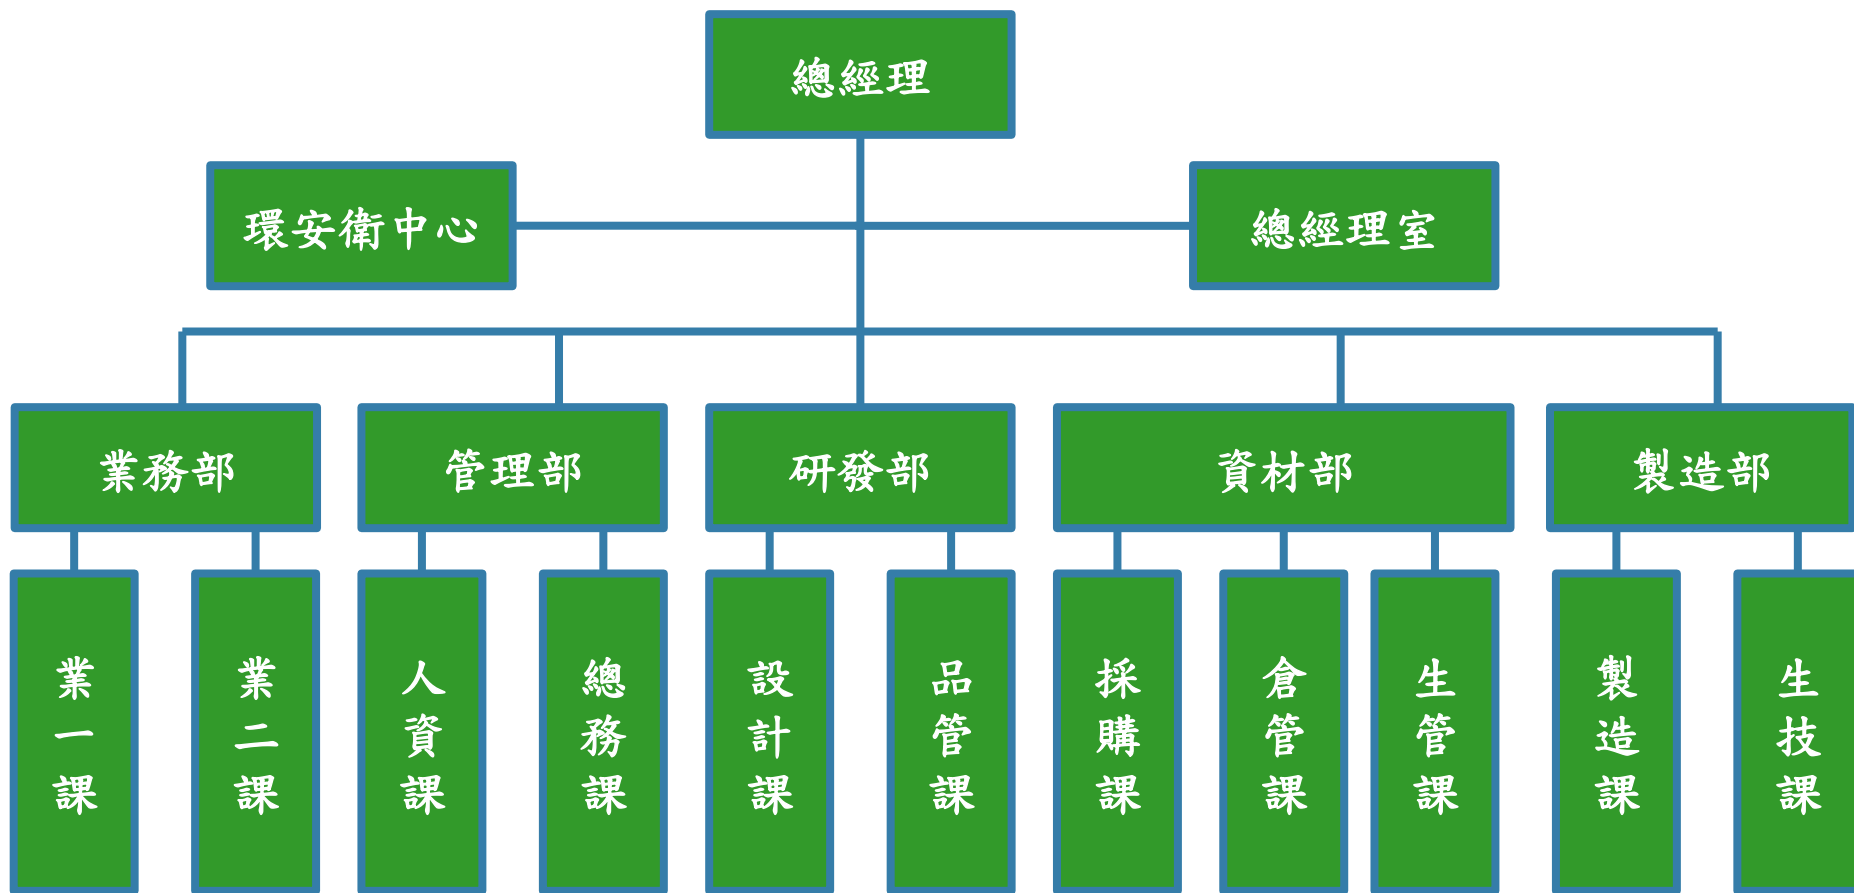 總經理
環安衛中心
總經理室
業務部
管理部
研發部
資材部
製造部
業一課
業二課
人資課
總務課
設計課
品管課
採購課
倉管課
生管課
製造課
生技課